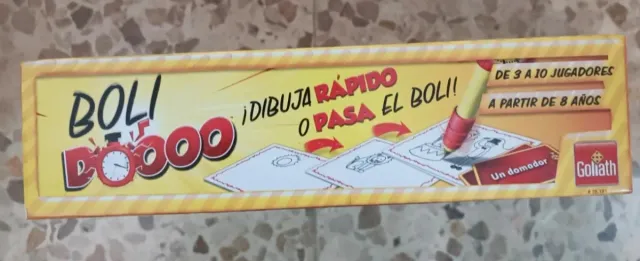 BOLI
DOOOO
¡DIBUJA RÁPIDO
O PASA EL BOLI!
DE 3 A 10 JUGADORES
A PARTIR DE 8 AÑOS
Un domador
Goliath